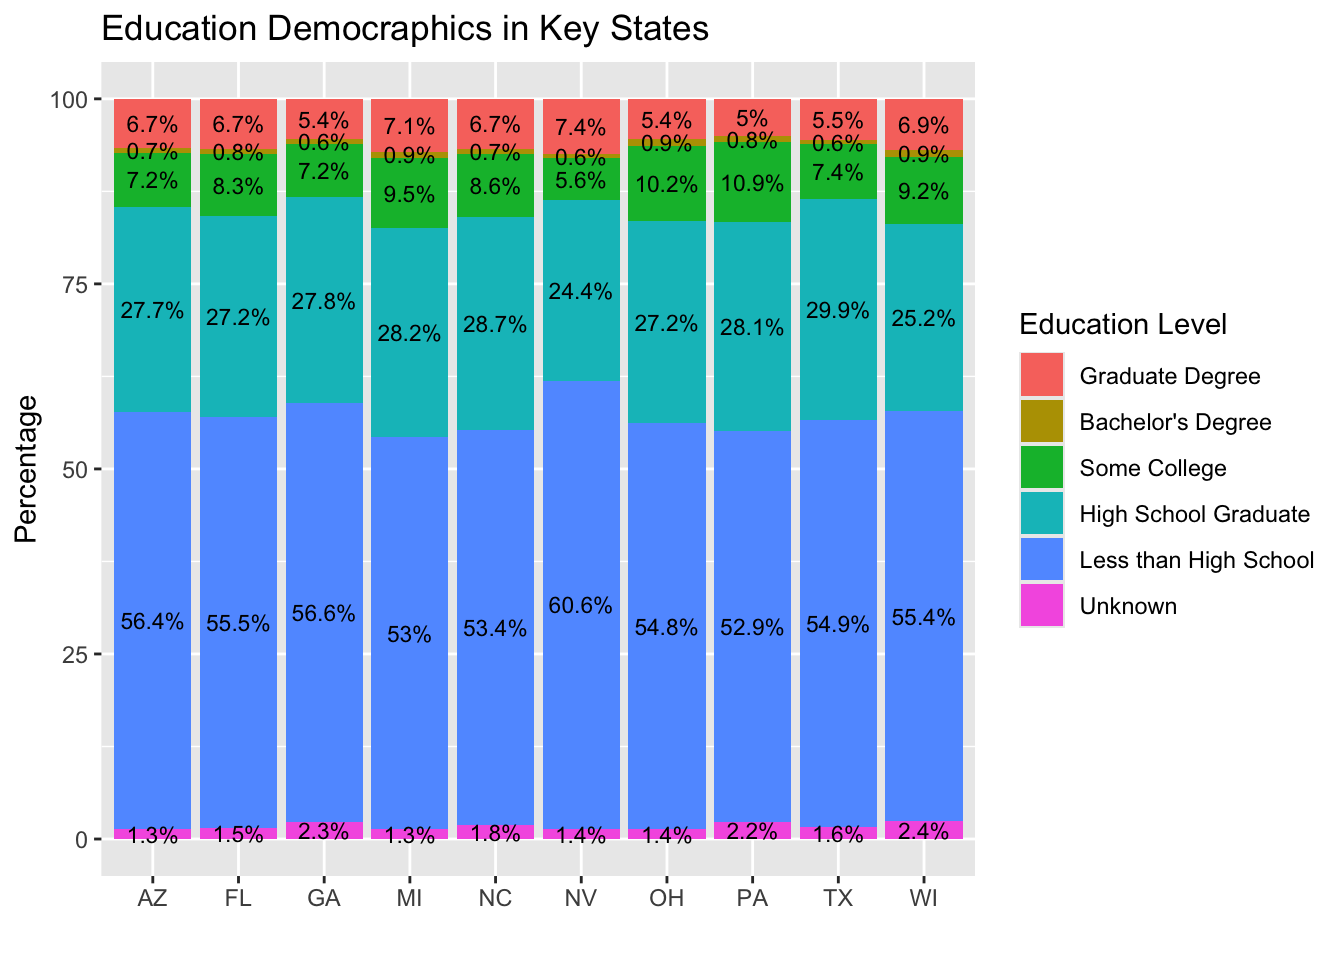 Education Democraphics in Key States
Percentage
100
75
50
25
0
6.7% 6.7% 5.4% 7.1% 6.7% 7.4% 5.4% 5% 5.5% 6.9%
0.7% 0.8% 0.6% 0.9% 0.7% 0.6% 0.9% 0.8% 0.6% 0.9%
7.2% 8.3% 7.2% 9.5% 8.6% 5.6% 10.2% 10.9% 7.4% 9.2%
27.7% 27.2% 27.8% 28.2% 28.7% 24.4% 27.2% 28.1% 29.9% 25.2%
56.4% 55.5% 56.6% 53% 53.4% 60.6% 54.8% 52.9% 54.9% 55.4%
1.3% 1.5% 2.3% 1.3% 1.8% 1.4% 1.4% 2.2% 1.6% 2.4%
AZ FL GA MI NC NV OH PA TX WI
Education Level
Graduate Degree
Bachelor's Degree
Some College
High School Graduate
Less than High School
Unknown